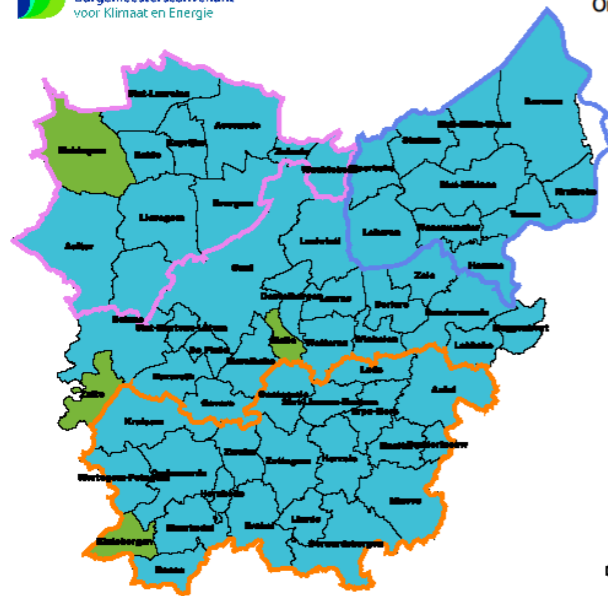 Burgemeestersconvenant
voor Klimaat en Energie
Sint-Laureins
Assenede
Maldegem
Eeklo
Kaprijke
Zelzate
Wachtebeke
Moerbeke
Stekene
Sint-Gillis-Waas
Beveren
Sint-Niklaas
Kruibeke
Temse
Waasmunster
Lokeren
Hamme
Evergem
Lievegem
Aalter
Gent
Lochristi
Destelbergen
Laarne
Zele
Berlare
Dendermonde
Buggenhout
Lebbeke
Deinze
Sint-Martens-Latem
De Pinte
Merelbeke
Melle
Wetteren
Wichelen
Nazareth
Gavere
Zulte
Oosterzele
Sint-Lievens-Houtem
Lede
Aalst
Erpe-Mere
Haaltert
Denderleeuw
Kruisem
Zwalm
Zottegem
Herzele
Wortegem-Petegem
Oudenaarde
Horebeke
Ninove
Maarkedal
Brakel
Lierde
Geraardsbergen
Kluisbergen
Ronse